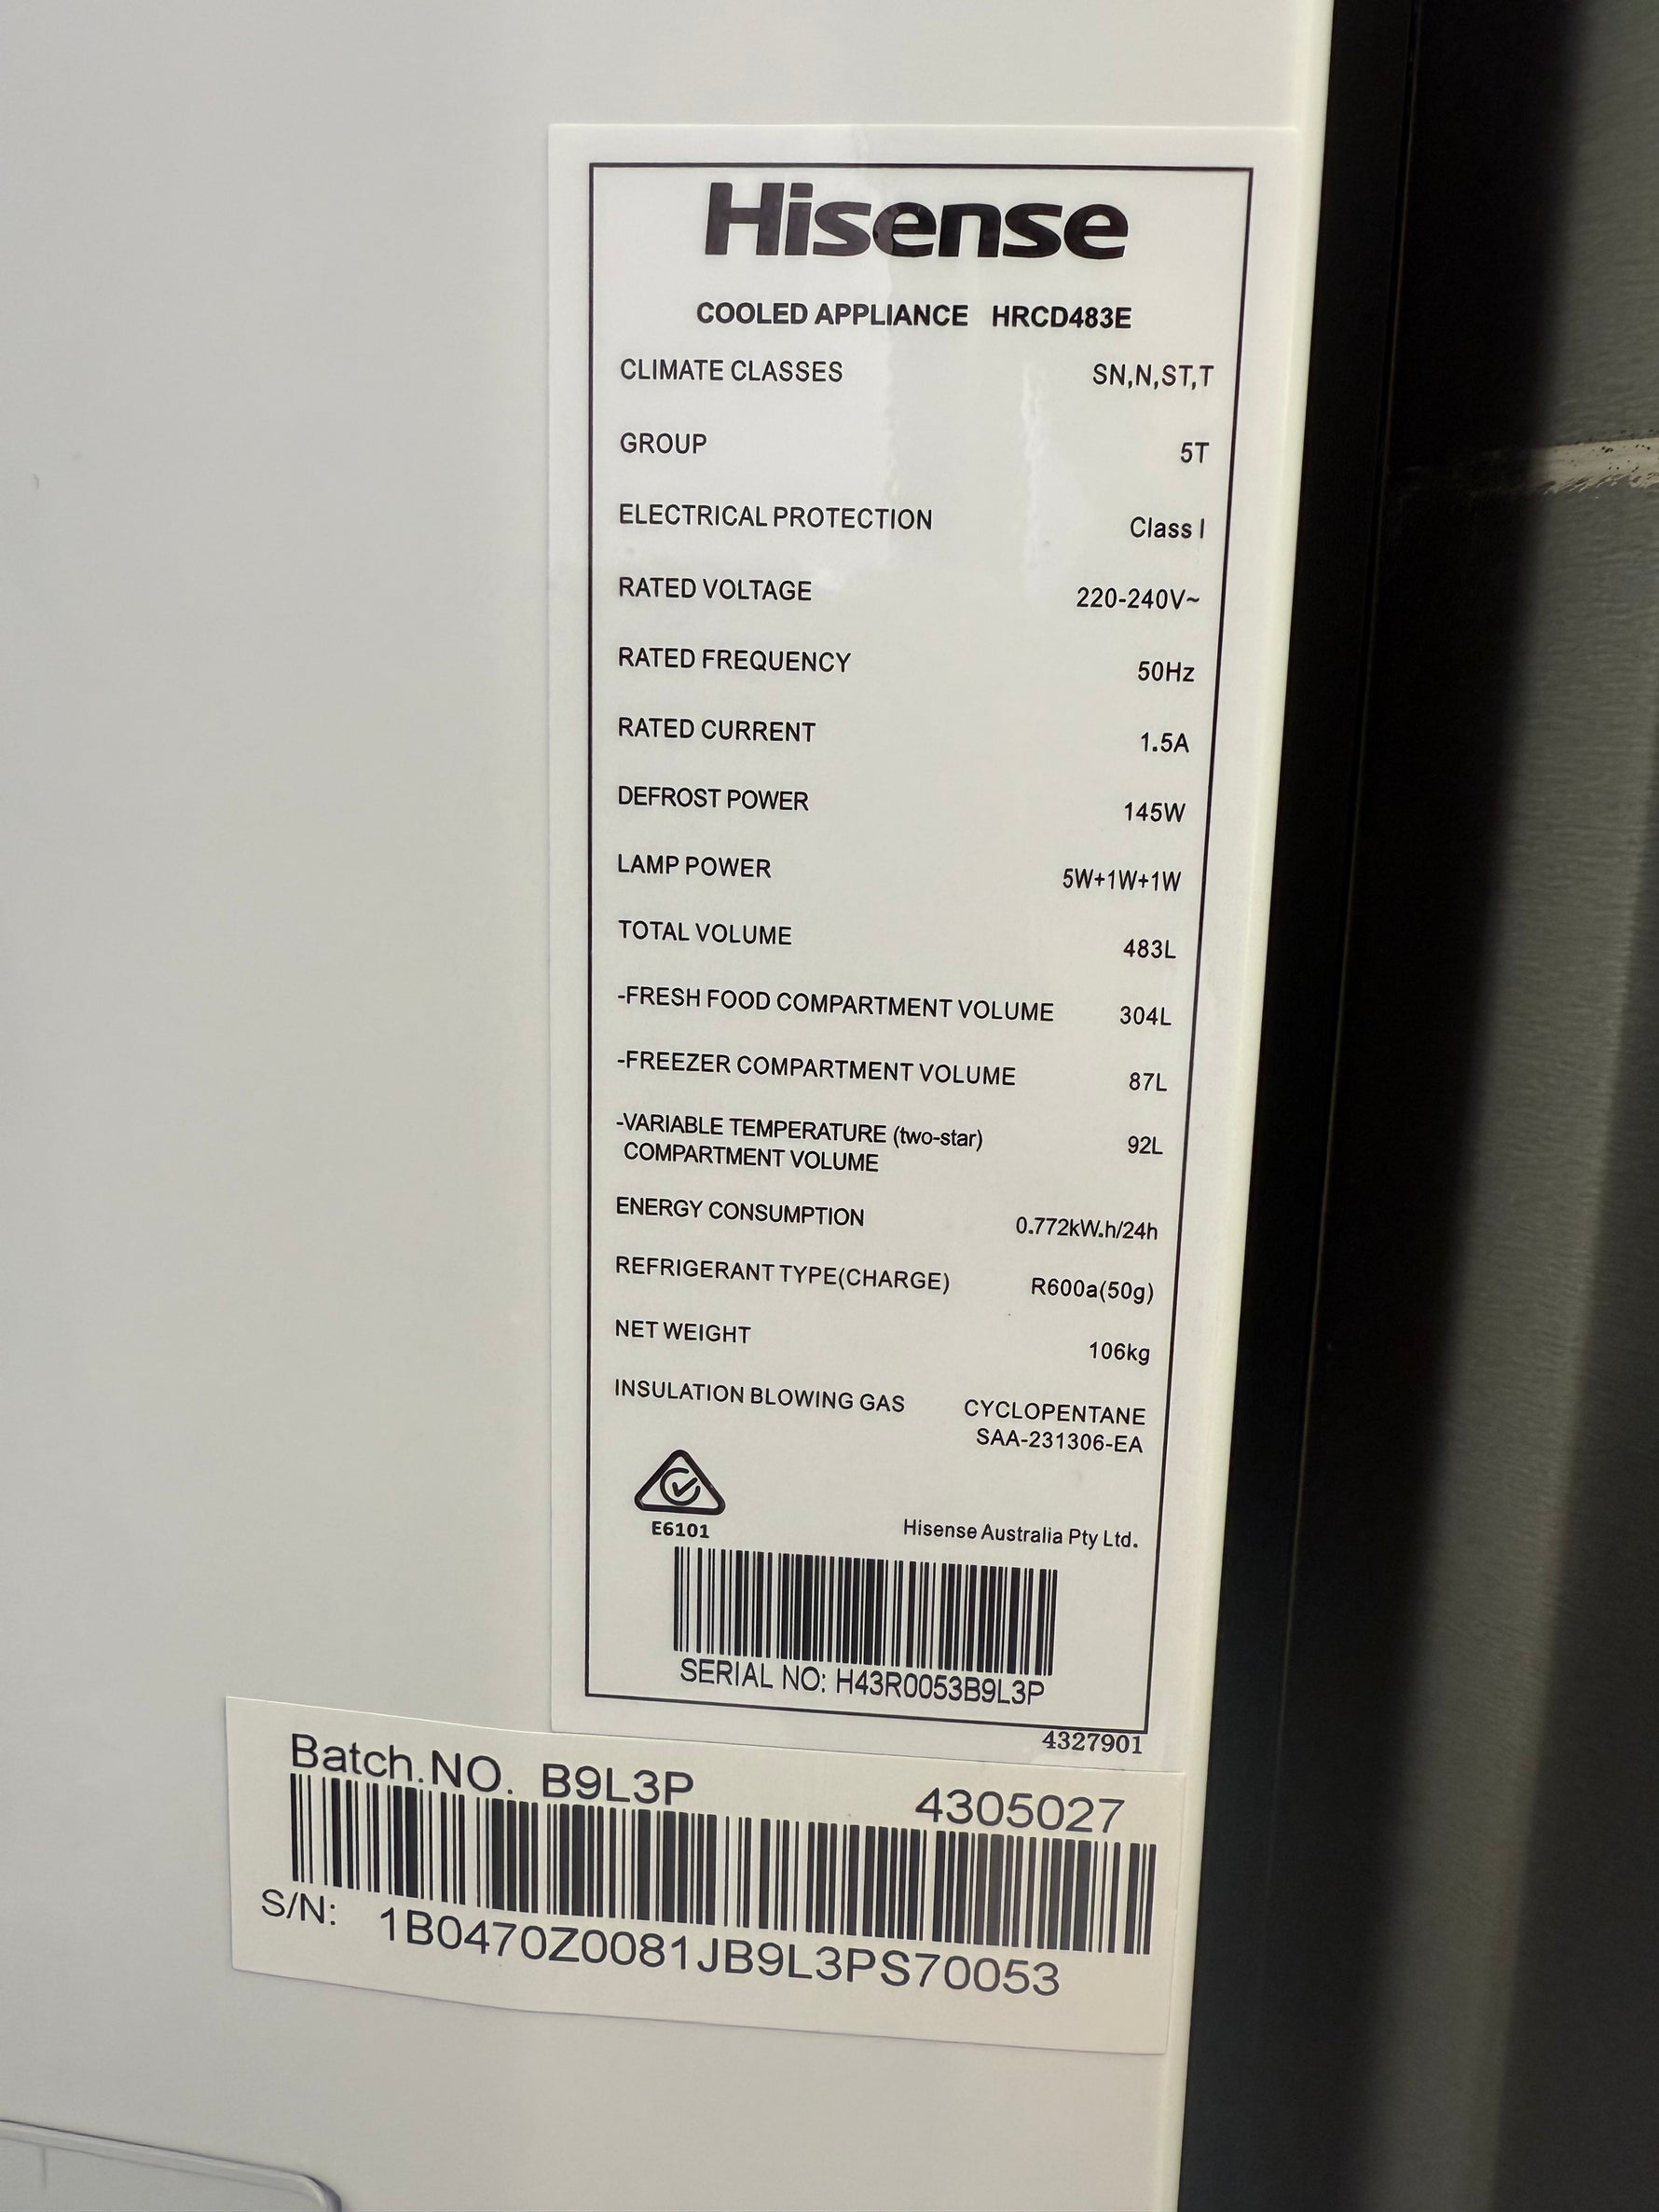 Hisense
COOLED APPLIANCE HRCD483E
CLIMATE CLASSES SN,N,ST,T
GROUP 5T
ELECTRICAL PROTECTION Class I
RATED VOLTAGE 220-240V~
RATED FREQUENCY 50Hz
RATED CURRENT 1.5A
DEFROST POWER 145W
LAMP POWER 5W+1W+1W
TOTAL VOLUME 483L
-FRESH FOOD COMPARTMENT VOLUME 304L
-FREEZER COMPARTMENT VOLUME 87L
-VARIABLE TEMPERATURE (two-star) 92L
COMPARTMENT VOLUME
ENERGY CONSUMPTION 0.772kW.h/24h
REFRIGERANT TYPE(CHARGE) R600a(50g)
NET WEIGHT 106kg
INSULATION BLOWING GAS CYCLOPENTANE
SAA-231306-EA
E6101 Hisense Australia Pty Ltd.
SERIAL NO: H43R0053B9L3P
4327901
Batch.NO. B9L3P 4305027
S/N: 1B0470Z0081JB9L3PS70053